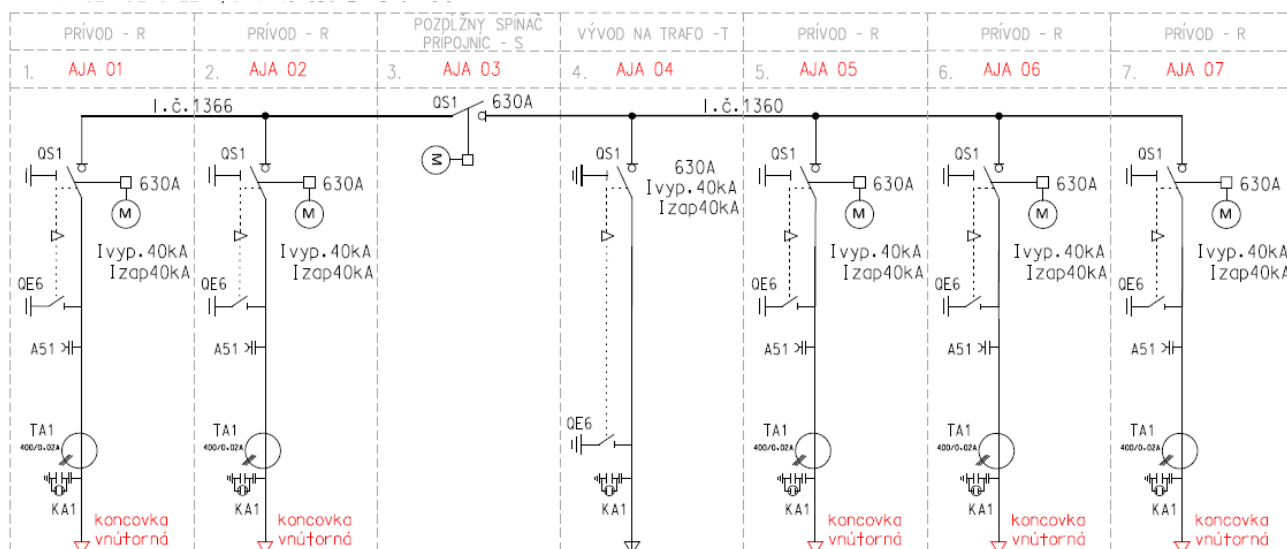 PRÍVOD - R
PRÍVOD - R
POZDĹŽNY SPÍNAČ
PRÍPOJNIC - S
VÝVOD NA TRAFO -T
PRÍVOD - R
PRÍVOD - R
PRÍVOD - R
1. AJA 01
2. AJA 02
3. AJA 03
4. AJA 04
5. AJA 05
6. AJA 06
7. AJA 07
I.č.1366
QS1 630A
I.č.1360
M
QS1
630A
M
Ivyp.40kA
Izap40kA
QE6
A51
TA1
400/0.02A
KA1
koncovka
vnútorná
QS1
630A
M
Ivyp.40kA
Izap40kA
QE6
A51
TA1
400/0.02A
KA1
koncovka
vnútorná
QS1
630A
Ivyp.40kA
Izap40kA
QE6
KA1
QS1
630A
M
Ivyp.40kA
Izap40kA
QE6
A51
TA1
400/0.02A
KA1
koncovka
vnútorná
QS1
630A
M
Ivyp.40kA
Izap40kA
QE6
A51
TA1
400/0.02A
KA1
koncovka
vnútorná
QS1
630A
M
Ivyp.40kA
Izap40kA
QE6
A51
TA1
400/0.02A
KA1
koncovka
vnútorná